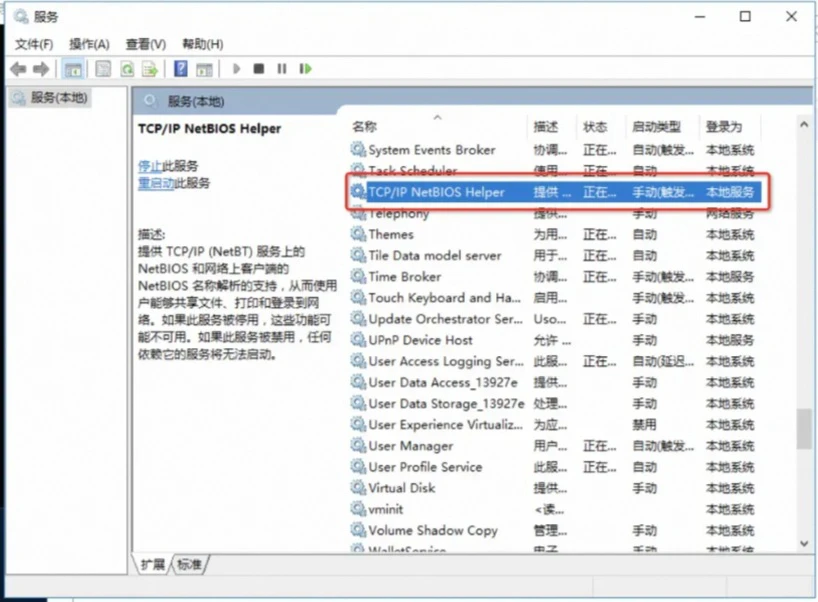 服务
文件(F) 操作(A) 查看(V) 帮助(H)
服务(本地)
服务(本地)
TCP/IP NetBIOS Helper
停止此服务
重启动此服务
描述:
提供 TCP/IP (NetBT) 服务上的
NetBIOS 和网络上客户端的
NetBIOS 名称解析的支持，从而使用
户能够共享文件、打印和登录到网
络。如果此服务被停用，这些功能可
能不可用。如果此服务被禁用，任何
依赖它的服务将无法启动。
名称 描述 状态 启动类型 登录为
System Events Broker 协调... 正在... 自动(触发... 本地系统
Task Scheduler 使用... 正在... 自动 本地系统
TCP/IP NetBIOS Helper 提供 ... 正在... 手动(触发... 本地服务
Telephony 提供... 手动 网络服务
Themes 为用... 正在... 自动 本地系统
Tile Data model server 用于... 正在... 自动 本地系统
Time Broker 协调... 正在... 手动(触发... 本地服务
Touch Keyboard and Ha... 启用... 手动(触发... 本地系统
Update Orchestrator Ser... Uso... 正在... 手动 本地系统
UPnP Device Host 允许 ... 手动 本地服务
User Access Logging Ser... 此服... 正在... 自动(延迟... 本地系统
User Data Access_13927e 提供... 手动 本地系统
User Data Storage_13927e 处理... 手动 本地系统
User Experience Virtualiz... 为应... 禁用 本地系统
User Manager 用户... 正在... 自动(触发... 本地系统
User Profile Service 此服... 正在... 自动 本地系统
Virtual Disk 提供... 手动 本地系统
vminit <读... 本地系统
Volume Shadow Copy 管理... 手动 本地系统
WalletService 电子... 手动 本地系统
扩展 标准